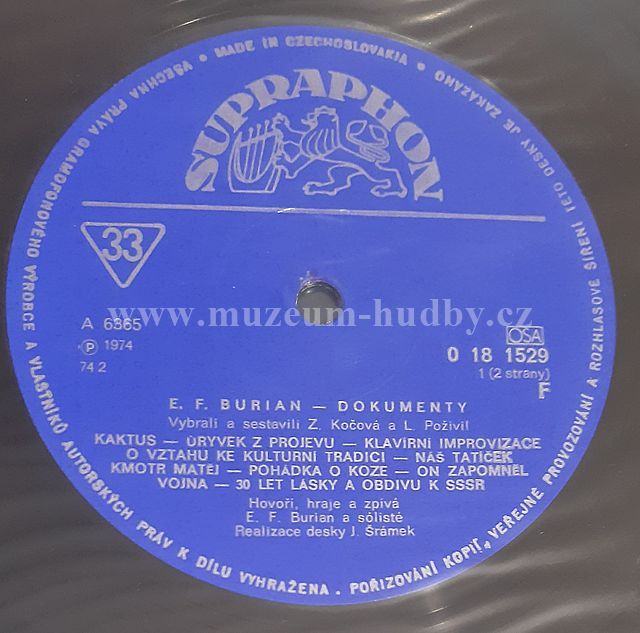 VŠECHNA PRÁVA GRAMOFONOVÉHO VÝROBCE A VLASTNÍKŮ AUTORSKÝCH PRÁV K DÍLU VYHRAŽENA. POŘIZOVÁNÍ KOPIÍ, VEŘEJNÉ PROVOZOVÁNÍ A ROZHLASOVÉ ŠÍŘENÍ TÉTO DESKY JE ZAKÁZÁNO • MADE IN CZECHOSLOVAKIA •
SUPRAPHON
33
www.muzeum-hudby.cz
A 6365
Ⓟ 1974
74 2
OSA
0 18 1529
1 (2 strany)
F
E. F. BURIAN — DOKUMENTY
Vybrali a sestavili Z. Kočová a L. Poživil
KAKTUS — ÚRYVEK Z PROJEVU — KLAVÍRNÍ IMPROVIZACE
O VZTAHU KE KULTURNÍ TRADICI — NÁŠ TATÍČEK
KMOTR MATĚJ — POHÁDKA O KOZE — ON ZAPOMNĚL
VOJNA — 30 LET LÁSKY A OBDIVU K SSSR
Hovoří, hraje a zpívá
E. F. Burian a sólisté
Realizace desky J. Šrámek